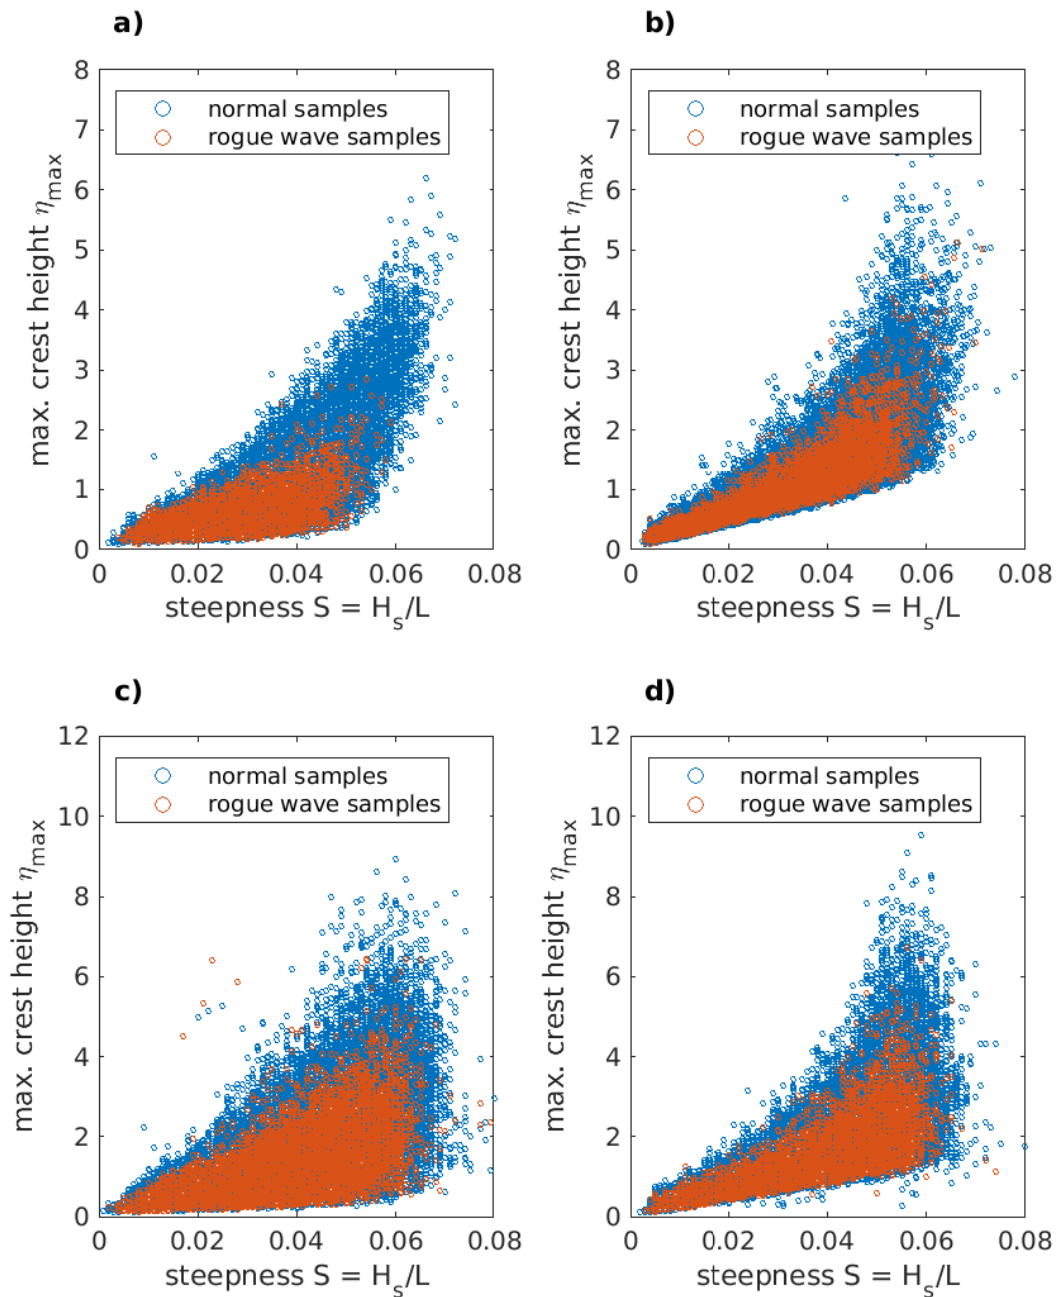 a)
max. crest height η_max
8
7
6
5
4
3
2
1
0
normal samples
rogue wave samples
0 0.02 0.04 0.06 0.08
steepness S = H_s/L
b)
max. crest height η_max
8
7
6
5
4
3
2
1
0
normal samples
rogue wave samples
0 0.02 0.04 0.06 0.08
steepness S = H_s/L
c)
max. crest height η_max
12
10
8
6
4
2
0
normal samples
rogue wave samples
0 0.02 0.04 0.06 0.08
steepness S = H_s/L
d)
max. crest height η_max
12
10
8
6
4
2
0
normal samples
rogue wave samples
0 0.02 0.04 0.06 0.08
steepness S = H_s/L